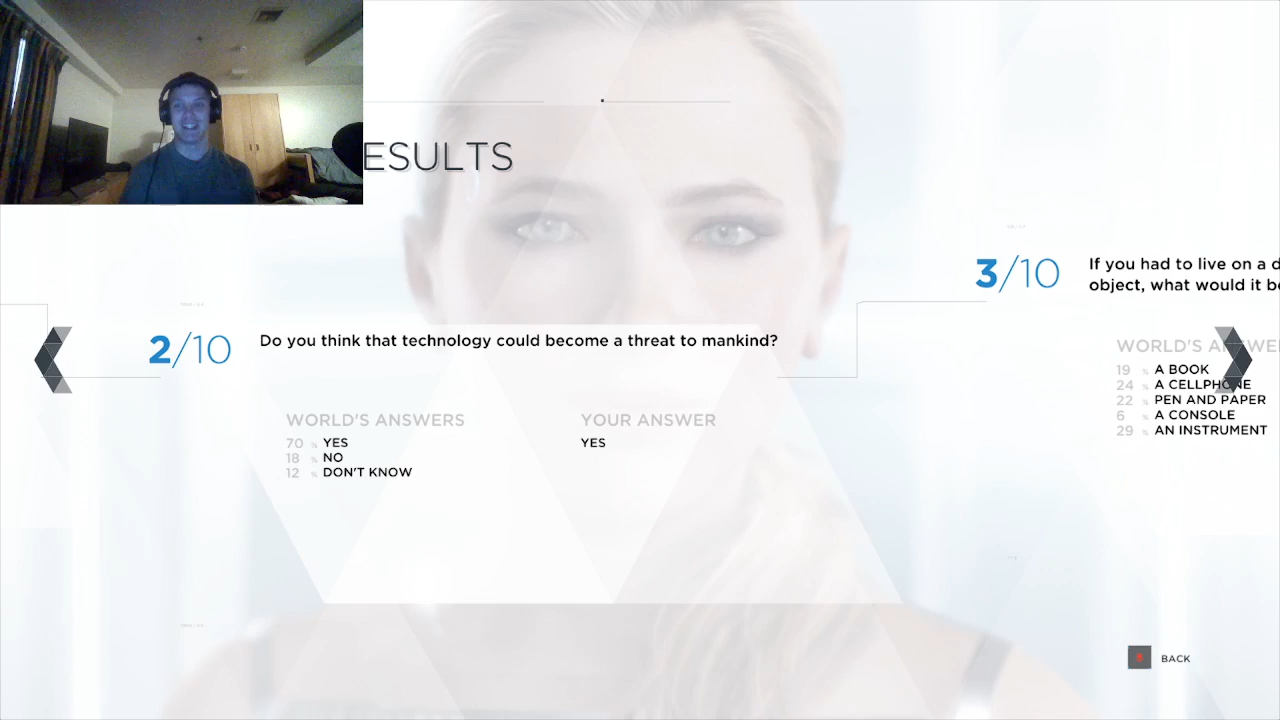 ESULTS
2/10
Do you think that technology could become a threat to mankind?
WORLD'S ANSWERS
70 % YES
18 % NO
12 % DON'T KNOW
YOUR ANSWER
YES
3/10
If you had to live on a d
object, what would it be
WORLD'S ANSWE
19 % A BOOK
24 % A CELLPHONE
22 % PEN AND PAPER
6 % A CONSOLE
29 % AN INSTRUMENT
BACK